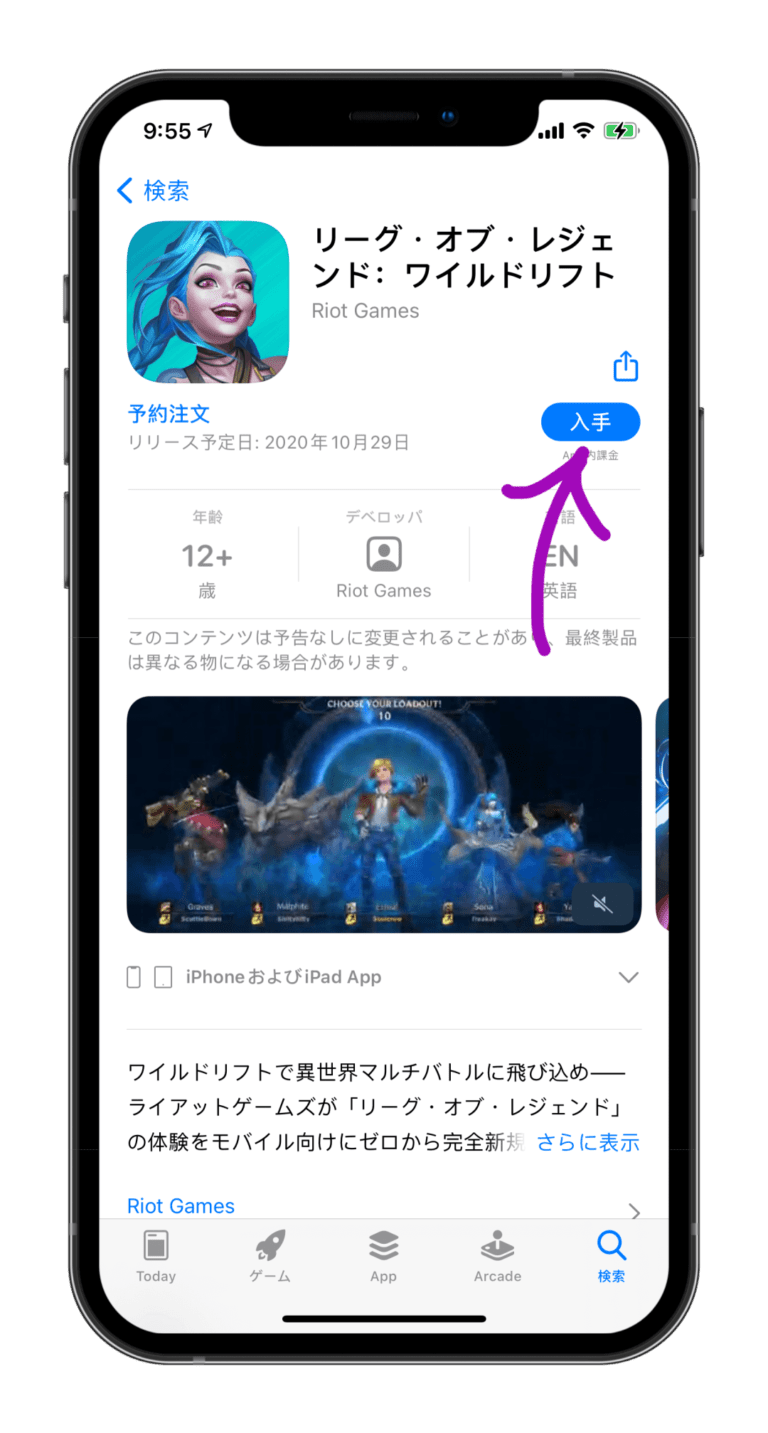 9:55
検索
リーグ・オブ・レジェ
ンド: ワイルドリフト
Riot Games
予約注文
リリース予定日: 2020年10月29日
入手
内課金
年齢
12+
歳
デベロッパ
Riot Games
語
EN
英語
このコンテンツは予告なしに変更されることがあ 、最終製品
は異なる物になる場合があります。
CHOOSE YOUR LOADOUT!
10
Graves
Malphite
Sona
iPhoneおよびiPad App
ワイルドリフトで異世界マルチバトルに飛び込め──
ライアットゲームズが「リーグ・オブ・レジェンド」
の体験をモバイル向けにゼロから完全新規 さらに表示
Riot Games
Today
ゲーム
App
Arcade
検索